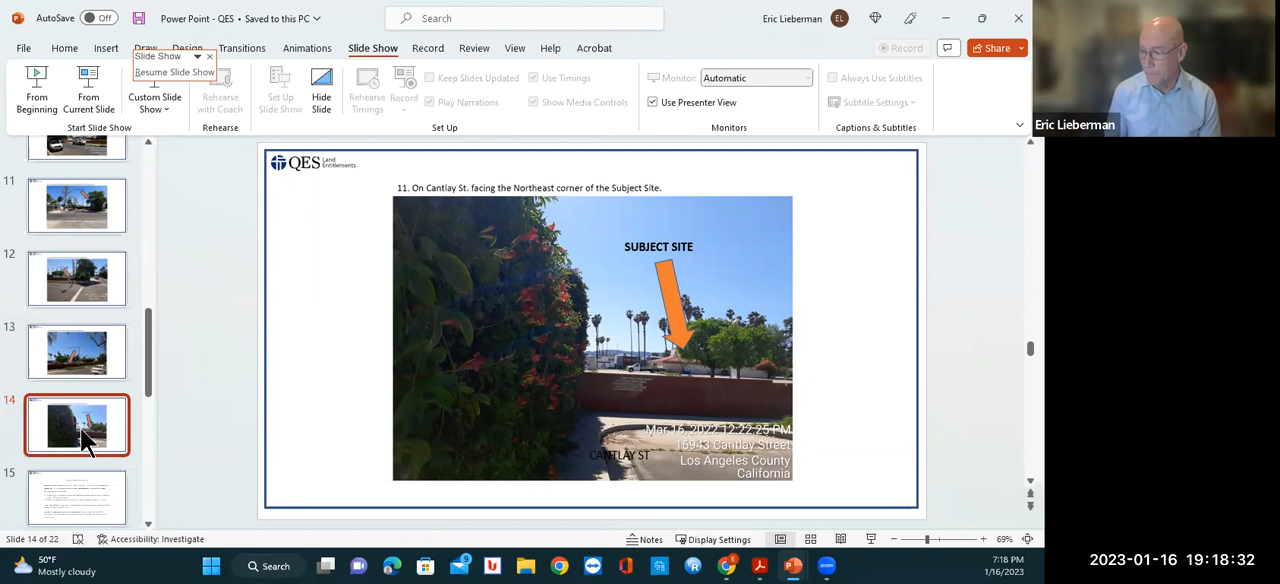 AutoSave Off Power Point - QES • Saved to this PC Search Eric Lieberman EL
File Home Insert Draw Design Transitions Animations Slide Show Record Review View Help Acrobat Record Share
Slide Show
Resume Slide Show
From Beginning
From Current Slide
Custom Slide Show
Rehearse with Coach
Set Up Slide Show
Hide Slide
Rehearse Timings
Record
Keep Slides Updated
Use Timings
Play Narrations
Show Media Controls
Monitor: Automatic
Use Presenter View
Always Use Subtitles
Subtitle Settings
Start Slide Show Rehearse Set Up Monitors Captions & Subtitles
Eric Lieberman
11
12
13
14
15
QES Land Entitlements
11. On Cantlay St. facing the Northeast corner of the Subject Site.
SUBJECT SITE
Mar 16, 2022 12:22:25 PM
16943 Cantlay Street
CANTLAY ST
Los Angeles County
California
Slide 14 of 22 Accessibility: Investigate Notes Display Settings 69%
50°F
Mostly cloudy
Search
9
7:18 PM
1/16/2023
zoom
2023-01-16 19:18:32